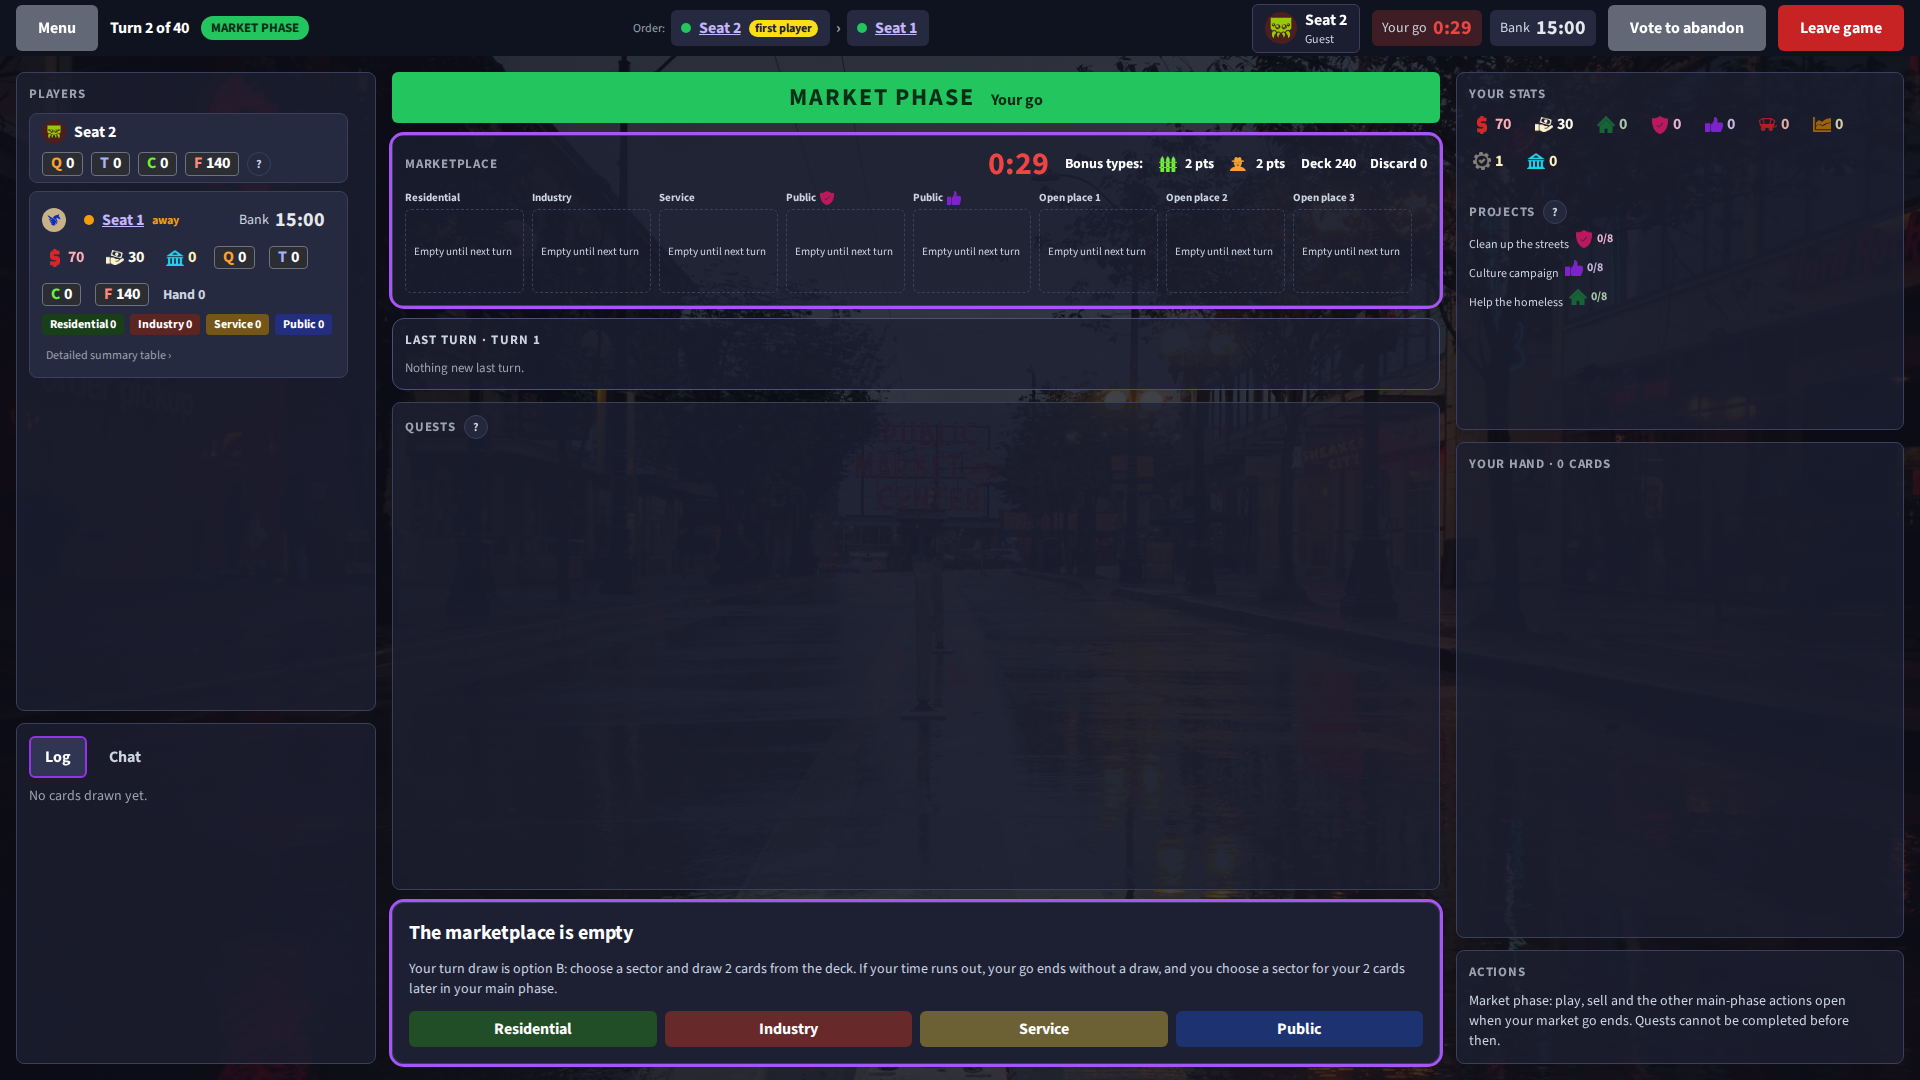 Menu
Turn 2 of 40
MARKET PHASE
Order:
Seat 2
first player
›
Seat 1
Seat 2
Guest
Your go 0:29
Bank 15:00
Vote to abandon
Leave game
PLAYERS
Seat 2
Q 0
T 0
C 0
F 140
?
Seat 1 away
Bank 15:00
70
30
0
Q 0
T 0
C 0
F 140
Hand 0
Residential 0
Industry 0
Service 0
Public 0
Detailed summary table ›
Log
Chat
No cards drawn yet.
MARKET PHASE Your go
MARKETPLACE
0:29
Bonus types:
2 pts
2 pts
Deck 240
Discard 0
Residential
Industry
Service
Public
Public
Open place 1
Open place 2
Open place 3
Empty until next turn
Empty until next turn
Empty until next turn
Empty until next turn
Empty until next turn
Empty until next turn
Empty until next turn
Empty until next turn
LAST TURN · TURN 1
Nothing new last turn.
QUESTS ?
The marketplace is empty
Your turn draw is option B: choose a sector and draw 2 cards from the deck. If your time runs out, your go ends without a draw, and you choose a sector for your 2 cards
later in your main phase.
Residential
Industry
Service
Public
YOUR STATS
70
30
0
0
0
0
0
1
0
PROJECTS ?
Clean up the streets 0/8
Culture campaign 0/8
Help the homeless 0/8
YOUR HAND · 0 CARDS
ACTIONS
Market phase: play, sell and the other main-phase actions open
when your market go ends. Quests cannot be completed before
then.